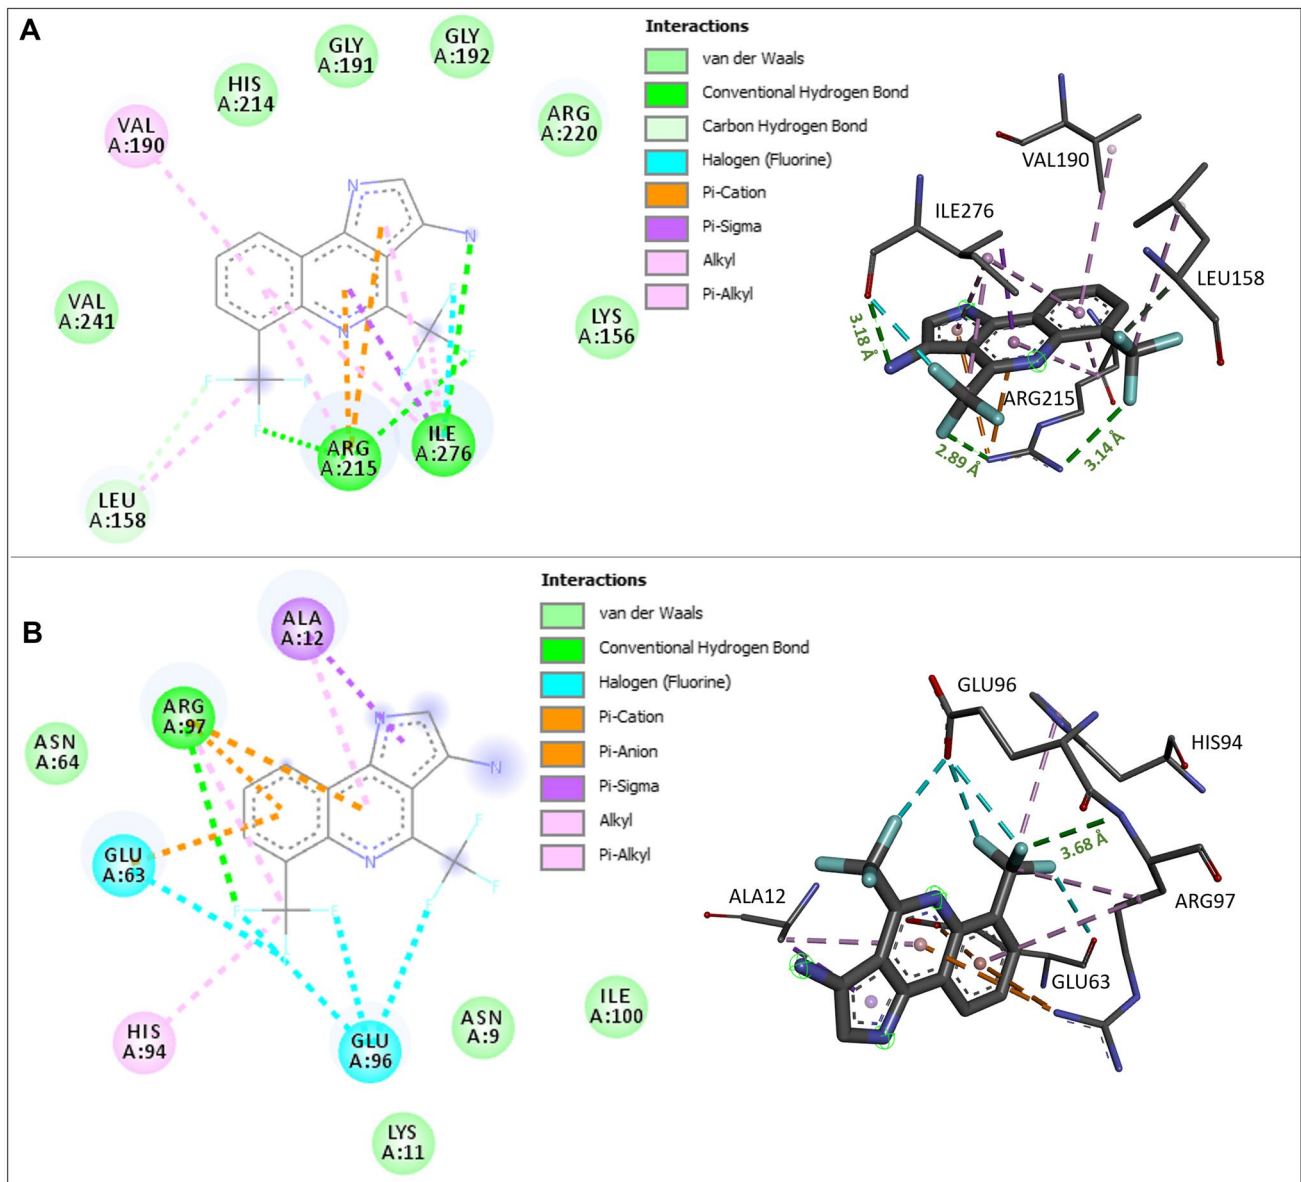 A
GLY
A:191
GLY
A:192
HIS
A:214
ARG
A:220
VAL
A:190
VAL
A:241
LYS
A:156
LEU
A:158
ARG
A:215
ILE
A:276
N
N
N
F
F
F
F
F
F
Interactions
van der Waals
Conventional Hydrogen Bond
Carbon Hydrogen Bond
Halogen (Fluorine)
Pi-Cation
Pi-Sigma
Alkyl
Pi-Alkyl
VAL190
ILE276
LEU158
ARG215
3.18 Å
2.89 Å
3.14 Å
B
ALA
A:12
ARG
A:97
ASN
A:64
GLU
A:63
HIS
A:94
GLU
A:96
ASN
A:9
ILE
A:100
LYS
A:11
N
N
N
F
F
F
F
F
F
Interactions
van der Waals
Conventional Hydrogen Bond
Halogen (Fluorine)
Pi-Cation
Pi-Anion
Pi-Sigma
Alkyl
Pi-Alkyl
GLU96
HIS94
3.68 Å
ALA12
ARG97
GLU63